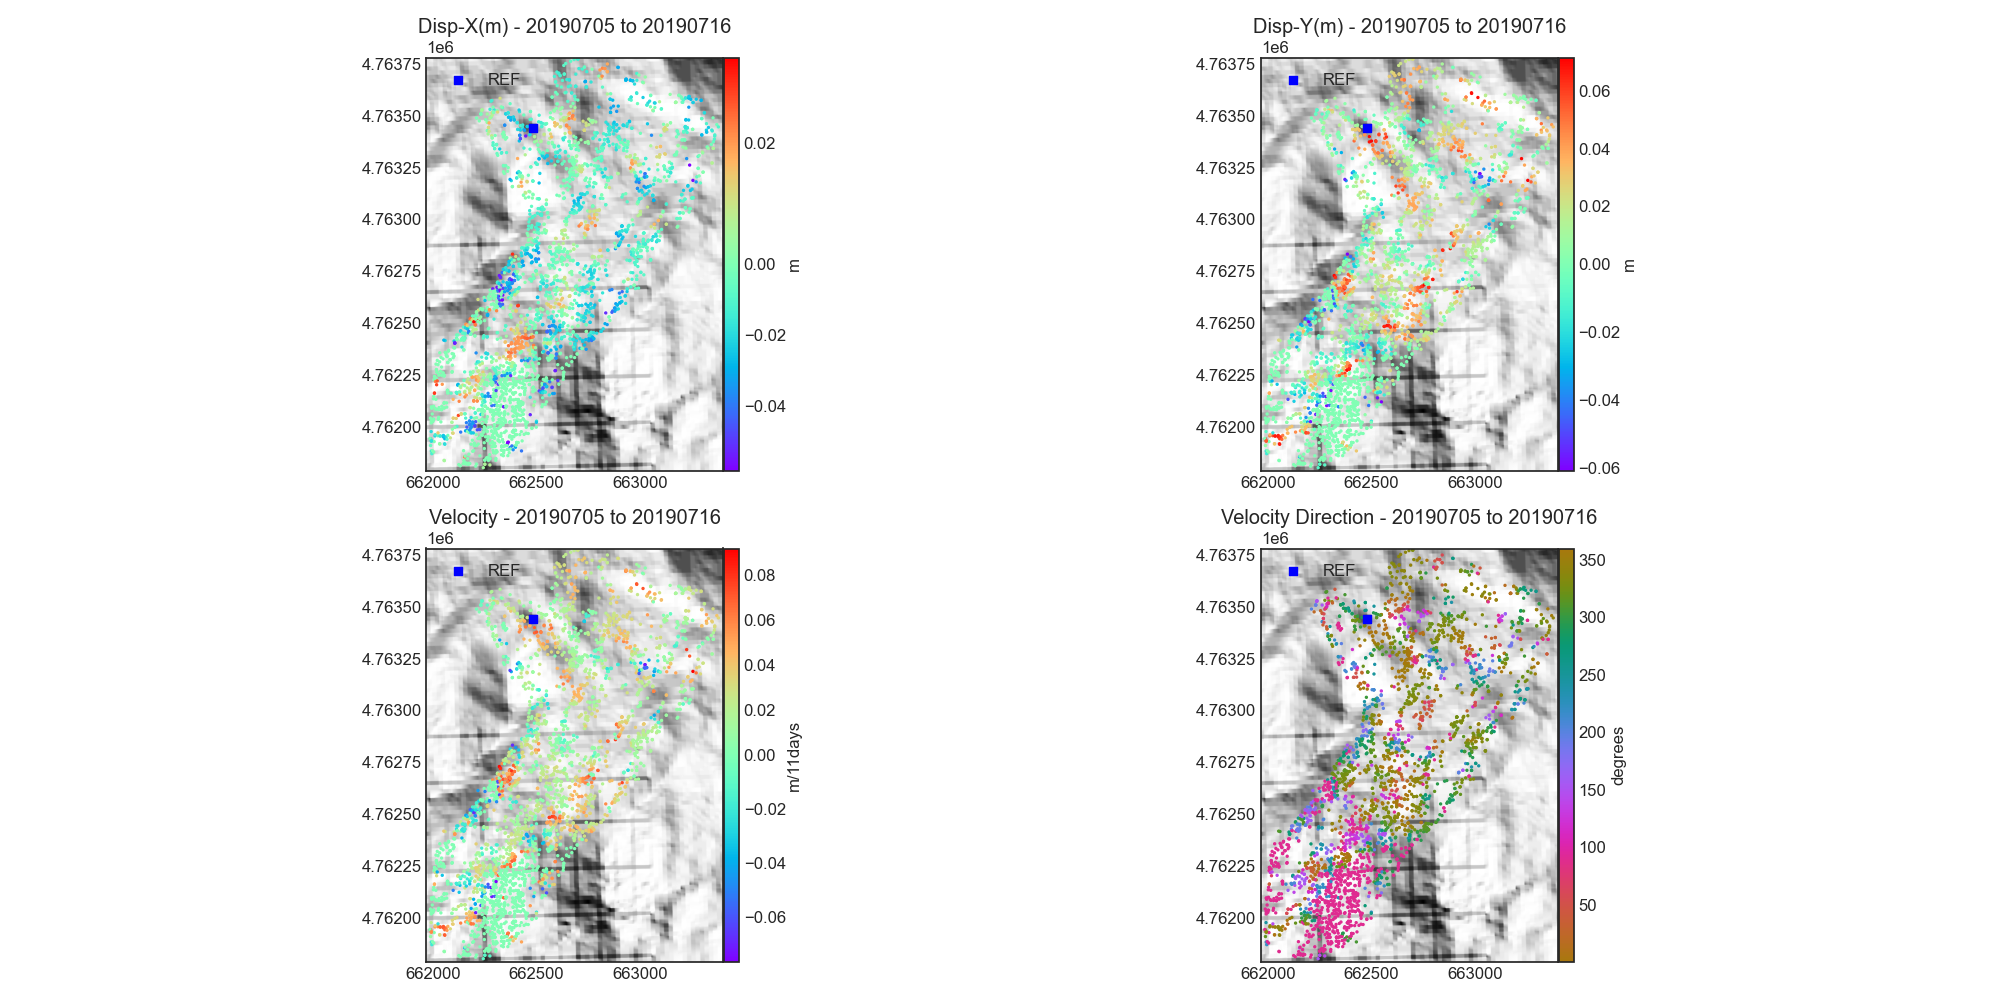 Disp-X(m) - 20190705 to 20190716
1e6
REF
4.76375
4.76350
4.76325
4.76300
4.76275
4.76250
4.76225
4.76200
662000 662500 663000
0.02
0.00
−0.02
−0.04
m
Disp-Y(m) - 20190705 to 20190716
1e6
REF
4.76375
4.76350
4.76325
4.76300
4.76275
4.76250
4.76225
4.76200
662000 662500 663000
0.06
0.04
0.02
0.00
−0.02
−0.04
−0.06
m
Velocity - 20190705 to 20190716
1e6
REF
4.76375
4.76350
4.76325
4.76300
4.76275
4.76250
4.76225
4.76200
662000 662500 663000
0.08
0.06
0.04
0.02
0.00
−0.02
−0.04
−0.06
m/11days
Velocity Direction - 20190705 to 20190716
1e6
REF
4.76375
4.76350
4.76325
4.76300
4.76275
4.76250
4.76225
4.76200
662000 662500 663000
350
300
250
200
150
100
50
degrees